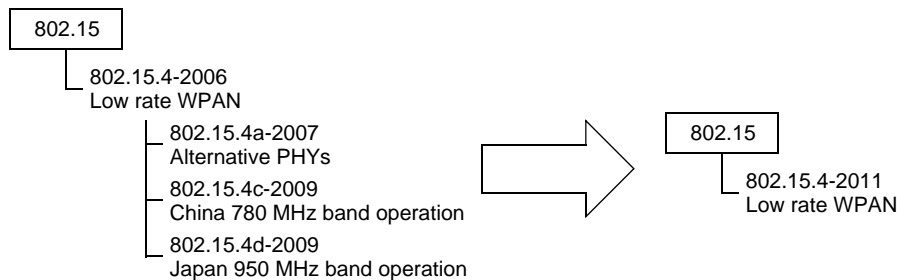 802.15
802.15.4-2006
Low rate WPAN
802.15.4a-2007
Alternative PHYs
802.15.4c-2009
China 780 MHz band operation
802.15.4d-2009
Japan 950 MHz band operation
802.15
802.15.4-2011
Low rate WPAN